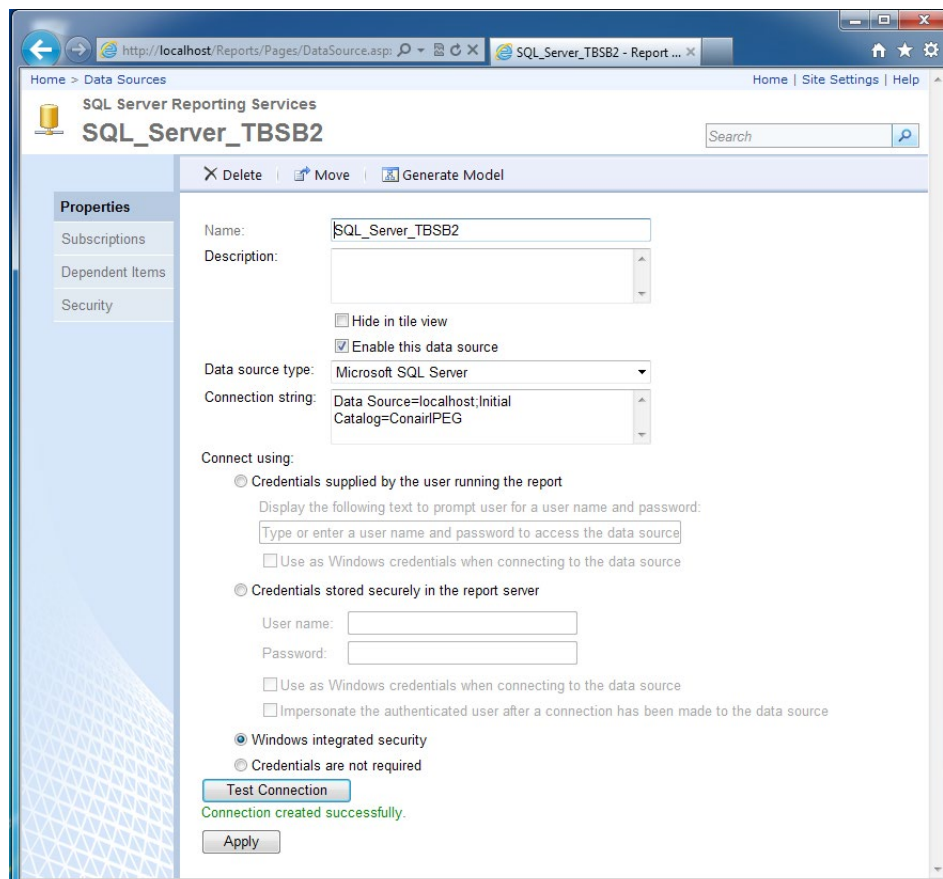 http://localhost/Reports/Pages/DataSource.asp:
SQL_Server_TBSB2 - Report ...
Home > Data Sources
Home | Site Settings | Help
SQL Server Reporting Services
SQL_Server_TBSB2
Search
Delete | Move | Generate Model
Properties
Subscriptions
Dependent Items
Security
Name: SQL_Server_TBSB2
Description:
Hide in tile view
Enable this data source
Data source type: Microsoft SQL Server
Connection string: Data Source=localhost;Initial
Catalog=ConairIPEG
Connect using:
Credentials supplied by the user running the report
Display the following text to prompt user for a user name and password:
Type or enter a user name and password to access the data source
Use as Windows credentials when connecting to the data source
Credentials stored securely in the report server
User name:
Password:
Use as Windows credentials when connecting to the data source
Impersonate the authenticated user after a connection has been made to the data source
Windows integrated security
Credentials are not required
Test Connection
Connection created successfully.
Apply